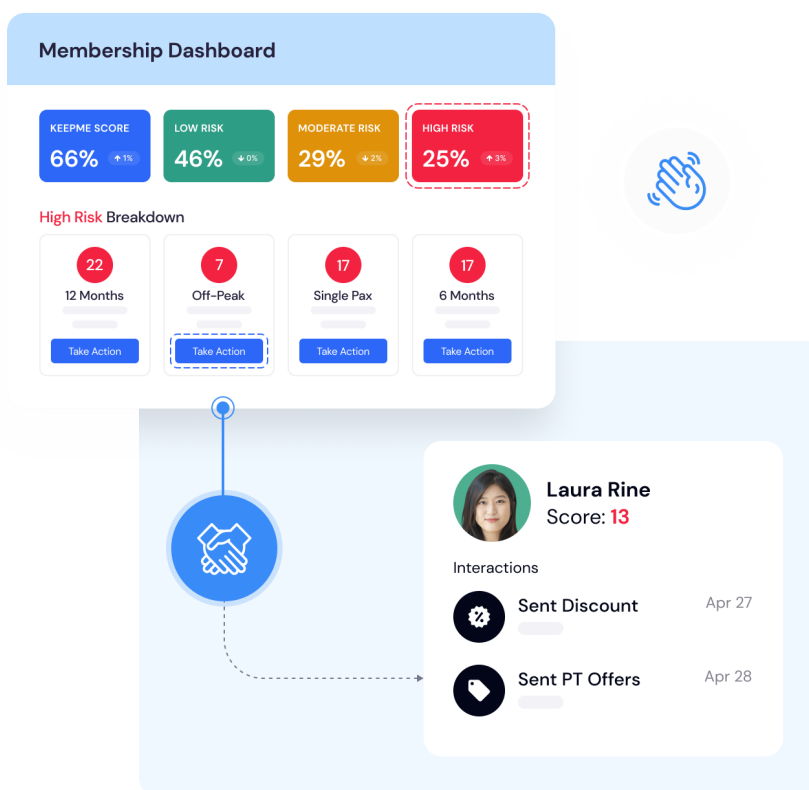 Membership Dashboard
KEEPME SCORE
66% 1%
LOW RISK
46% 0%
MODERATE RISK
29% 2%
HIGH RISK
25% 3%
High Risk Breakdown
22
12 Months
Take Action
7
Off-Peak
Take Action
17
Single Pax
Take Action
17
6 Months
Take Action
Laura Rine
Score: 13
Interactions
Sent Discount Apr 27
Sent PT Offers Apr 28